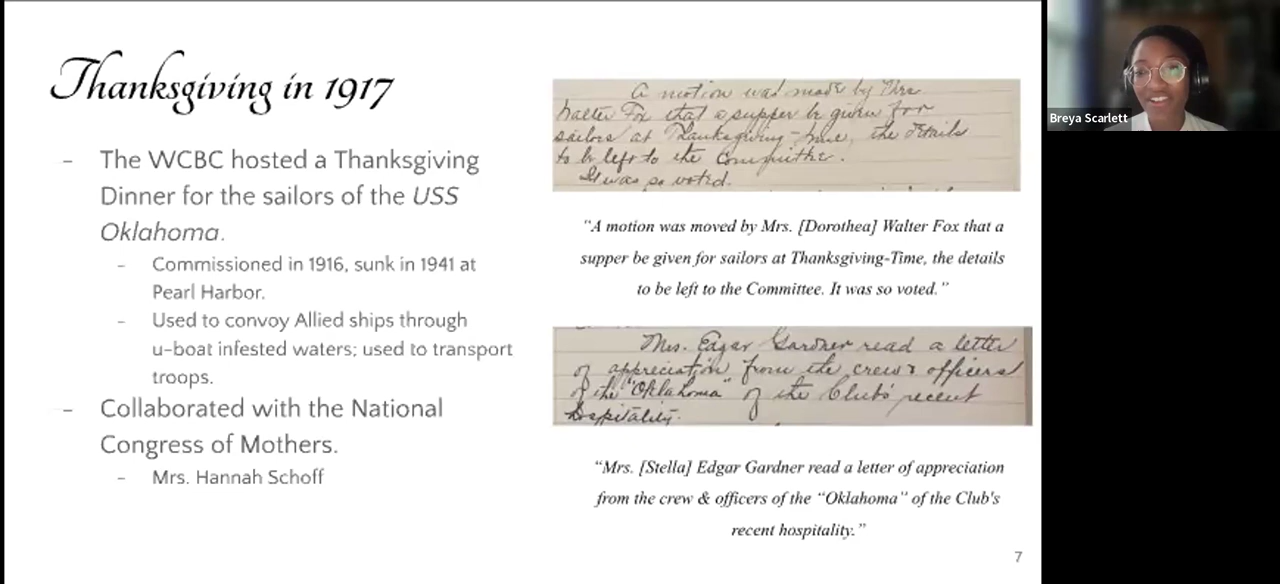 Thanksgiving in 1917
- The WCBC hosted a Thanksgiving
Dinner for the sailors of the USS
Oklahoma.
- Commissioned in 1916, sunk in 1941 at
Pearl Harbor.
- Used to convoy Allied ships through
u-boat infested waters; used to transport
troops.
- Collaborated with the National
Congress of Mothers.
- Mrs. Hannah Schoff
A motion was made by Mrs.
Walter Fox that a supper be given for
sailors at Thanksgiving-time, the details
to be left to the Committee.
It was so voted.
"A motion was moved by Mrs. [Dorothea] Walter Fox that a
supper be given for sailors at Thanksgiving-Time, the details
to be left to the Committee. It was so voted."
Mrs. Edgar Gardner read a letter
of appreciation from the crew & officers
of the "Oklahoma" of the Club's recent
hospitality.
"Mrs. [Stella] Edgar Gardner read a letter of appreciation
from the crew & officers of the "Oklahoma" of the Club's
recent hospitality."
7
Breya Scarlett